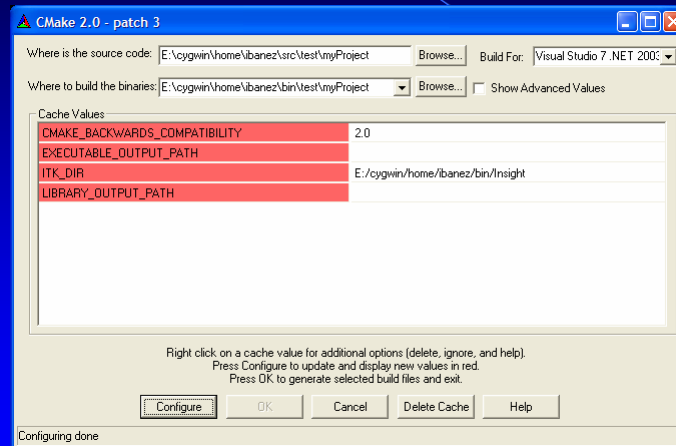 CMake 2.0 - patch 3
Where is the source code: E:\cygwin\home\ibanez\src\test\myProject Browse... Build For: Visual Studio 7 .NET 2003
Where to build the binaries: E:\cygwin\home\ibanez\bin\test\myProject Browse... Show Advanced Values
Cache Values
CMAKE_BACKWARDS_COMPATIBILITY 2.0
EXECUTABLE_OUTPUT_PATH
ITK_DIR E:/cygwin/home/ibanez/bin/Insight
LIBRARY_OUTPUT_PATH
Right click on a cache value for additional options (delete, ignore, and help).
Press Configure to update and display new values in red.
Press OK to generate selected build files and exit.
Configure OK Cancel Delete Cache Help
Configuring done